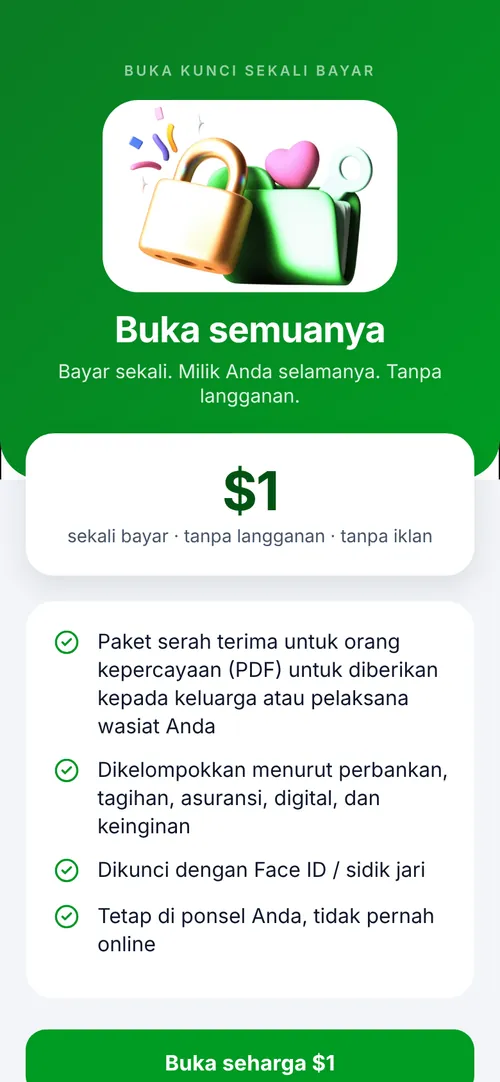 BUKA KUNCI SEKALI BAYAR
Buka semuanya
Bayar sekali. Milik Anda selamanya. Tanpa
langganan.
$1
sekali bayar · tanpa langganan · tanpa iklan
Paket serah terima untuk orang
kepercayaan (PDF) untuk diberikan
kepada keluarga atau pelaksana
wasiat Anda
Dikelompokkan menurut perbankan,
tagihan, asuransi, digital, dan
keinginan
Dikunci dengan Face ID / sidik jari
Tetap di ponsel Anda, tidak pernah
online
Buka seharga $1